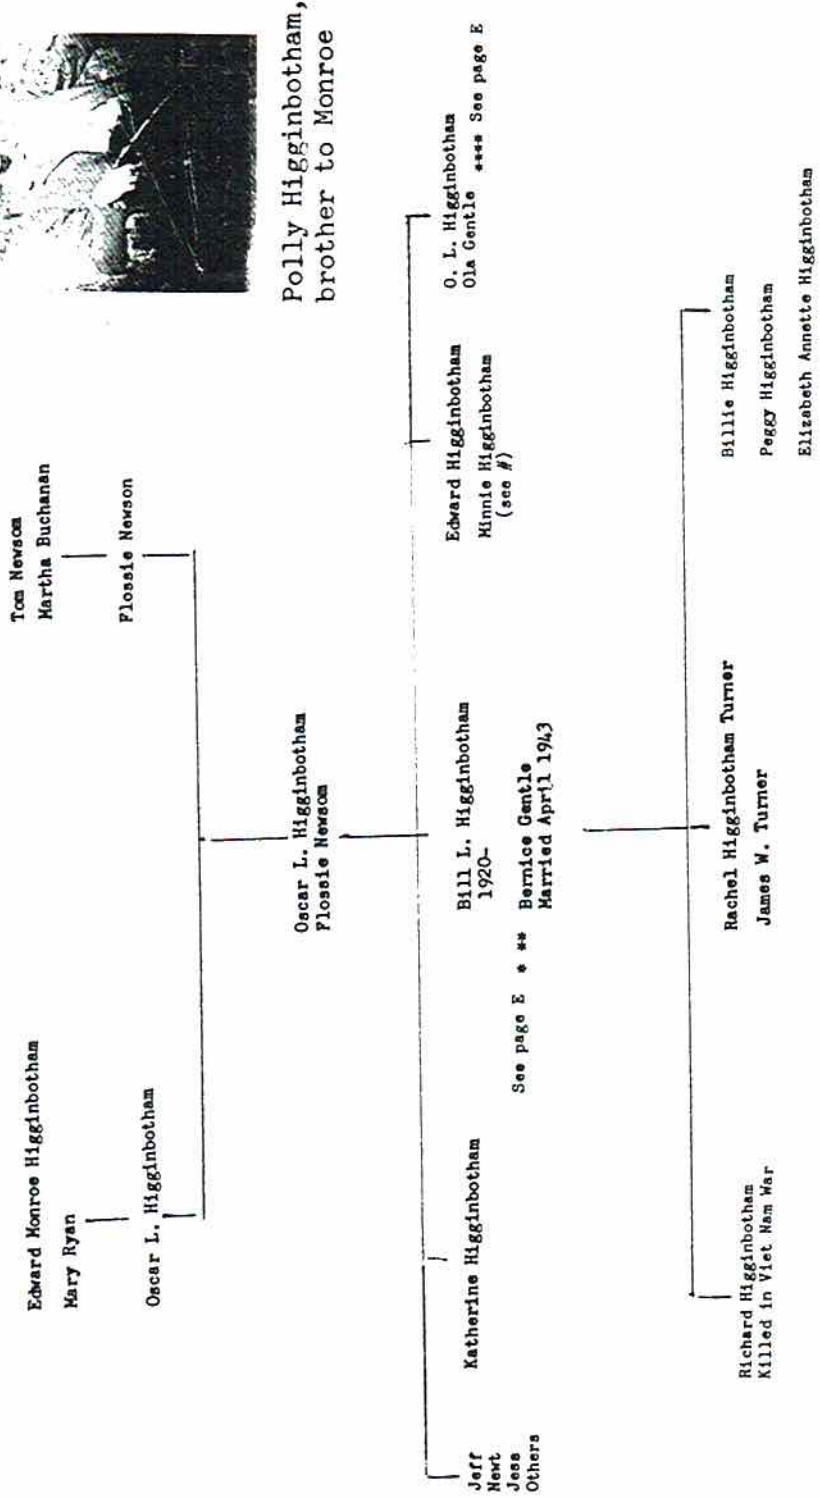 Polly Higginbotham,
brother to Monroe
Edward Monroe Higginbotham
Mary Ryan
Oscar L. Higginbotham
Tom Newsom
Martha Buchanan
Flossie Newson
Oscar L. Higginbotham
Flossie Newsom
Jeff
Newt
Jess
Others
Katherine Higginbotham
Bill L. Higginbotham
1920-
See page E * ** Bernice Gentle
Married April 1943
Edward Higginbotham
Minnie Higginbotham
(see #)
O. L. Higginbotham
Ola Gentle **** See page E
Richard Higginbotham
Killed in Viet Nam War
Rachel Higginbotham Turner
James W. Turner
Billie Higginbotham
Peggy Higginbotham
Elizabeth Annette Higginbotham